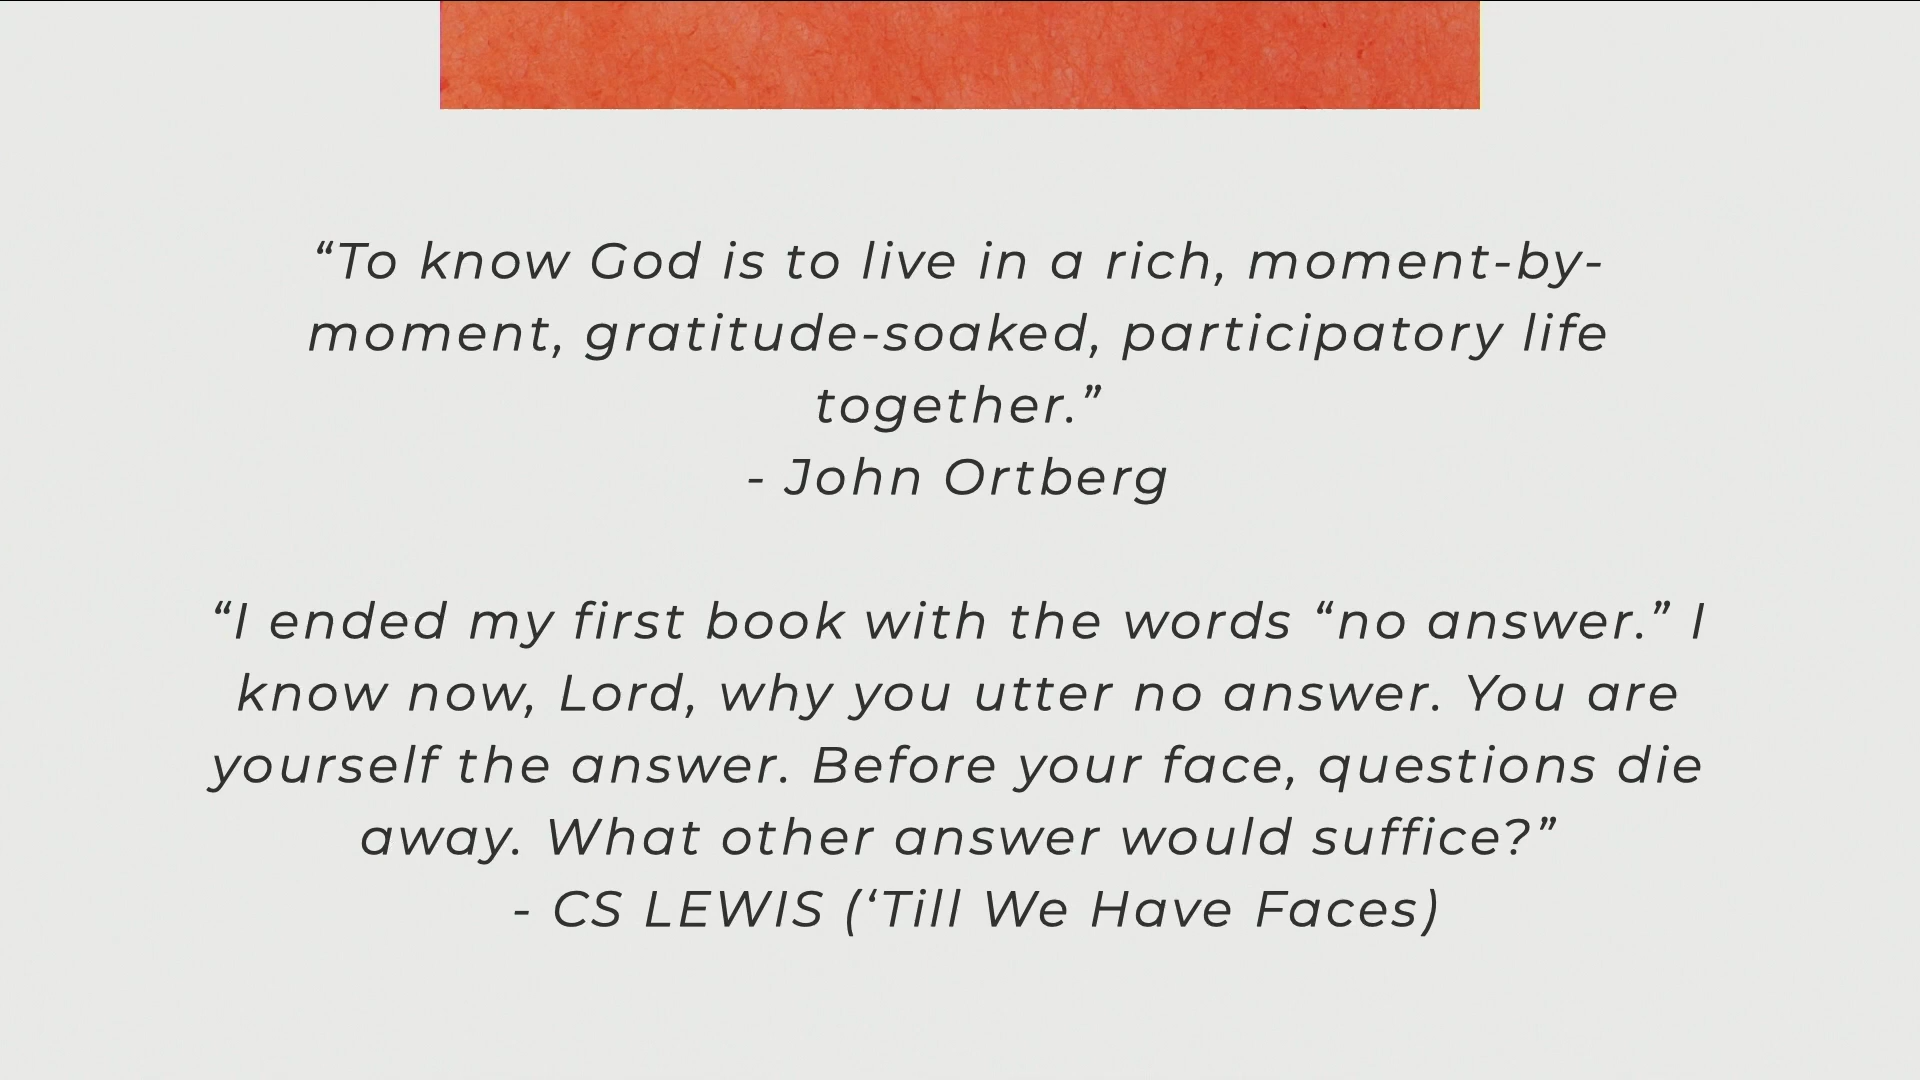 “To know God is to live in a rich, moment-by-
moment, gratitude-soaked, participatory life
together.”
- John Ortberg
“I ended my first book with the words “no answer.” I
know now, Lord, why you utter no answer. You are
yourself the answer. Before your face, questions die
away. What other answer would suffice?”
- CS LEWIS (‘Till We Have Faces)